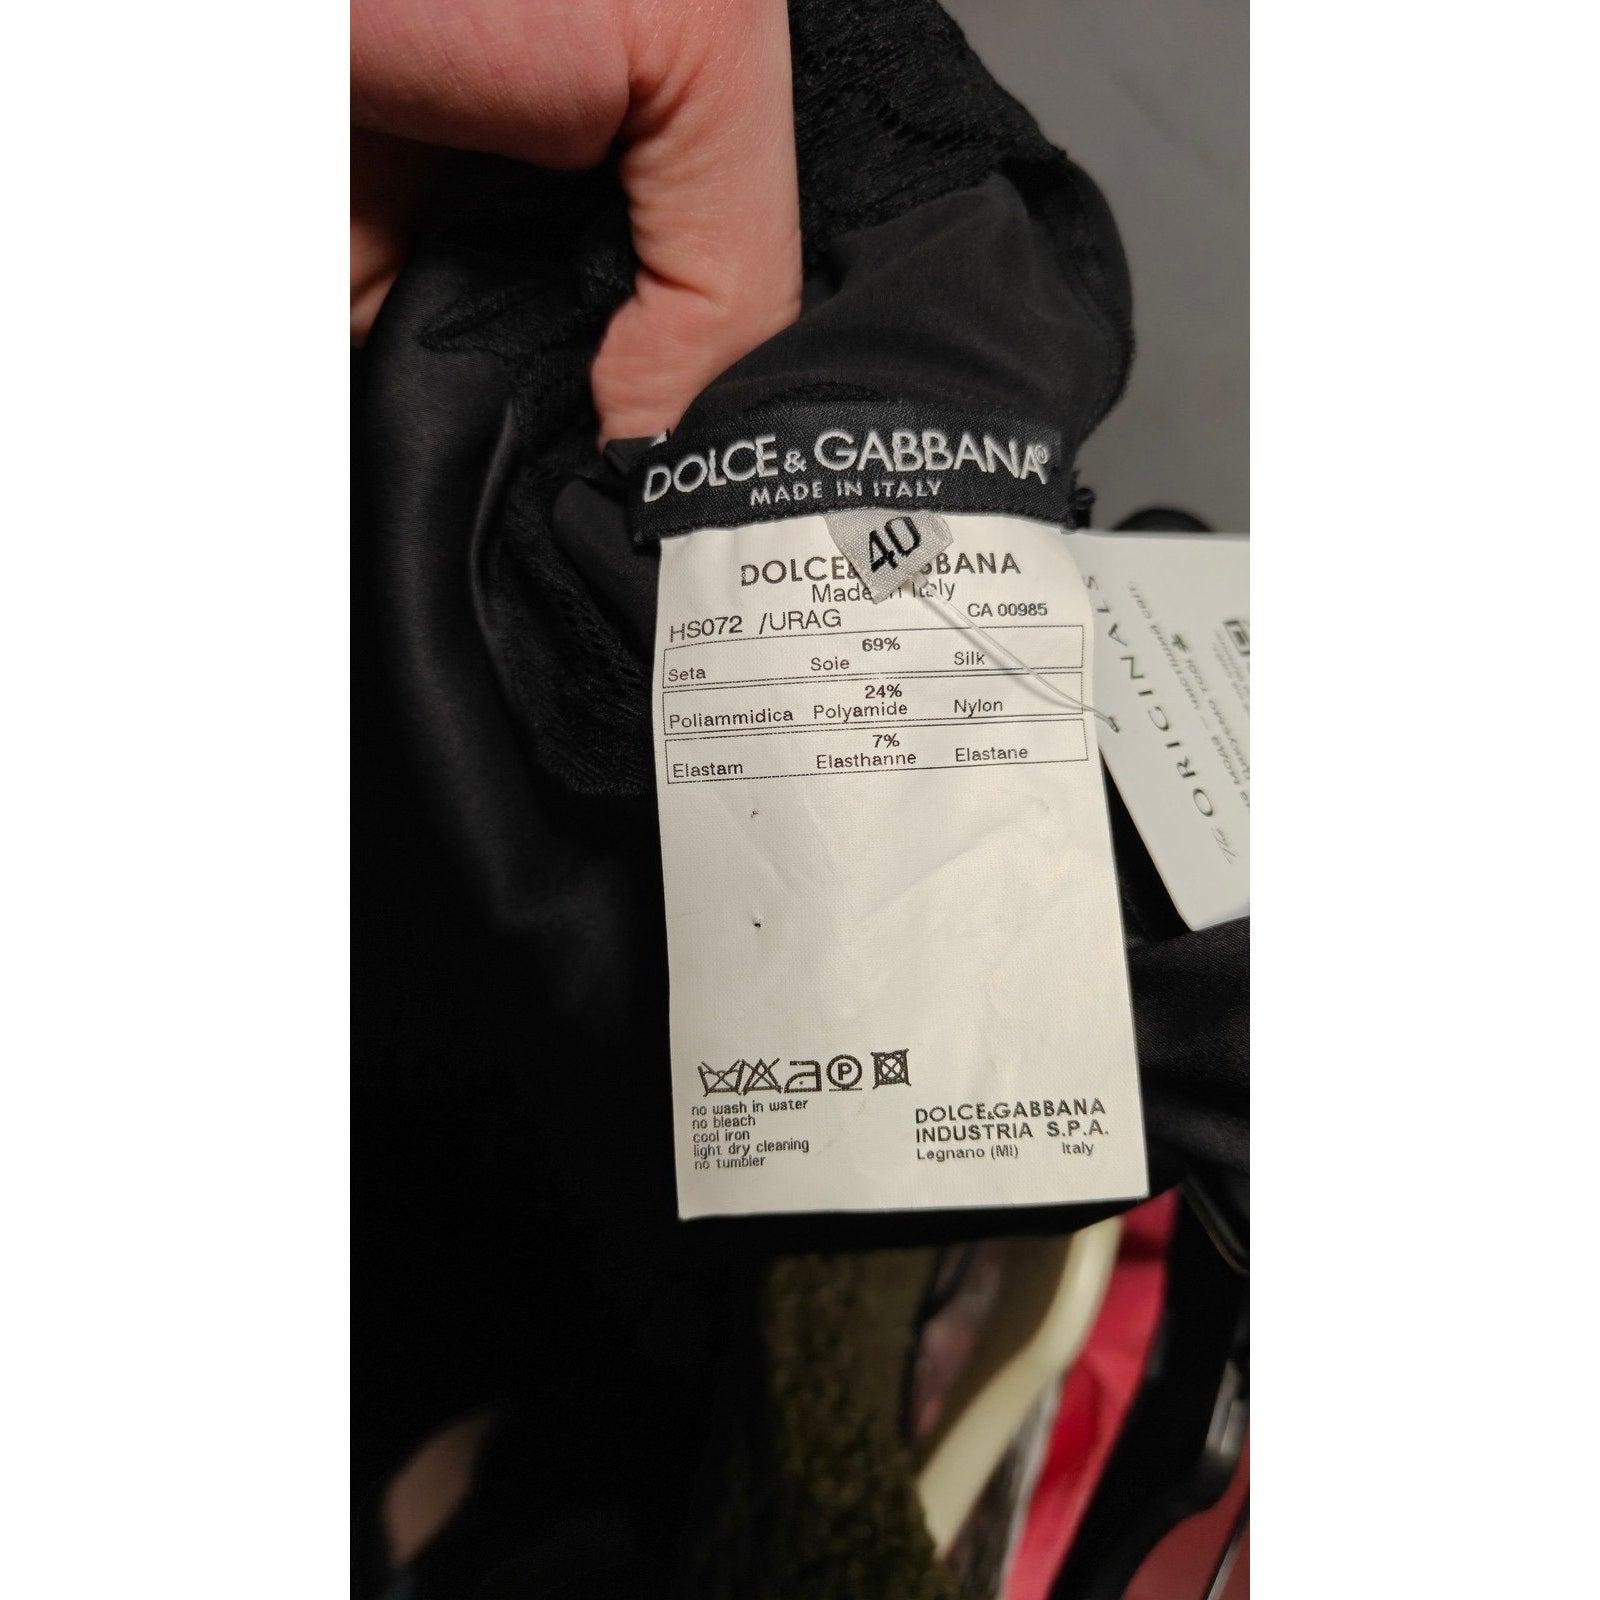 DOLCE & GABBANA®
MADE IN ITALY
40
DOLCE& BBANA
Made in Italy
HS072 /URAG CA 00985
69%
Seta Soie Silk
24%
Poliammidica Polyamide Nylon
7%
Elastam Elasthanne Elastane
P
no wash in water
no bleach
cool iron
light dry cleaning
no tumbler
DOLCE&GABBANA
INDUSTRIA S.P.A.
Legnano (MI) Italy
The
ORIGINALS